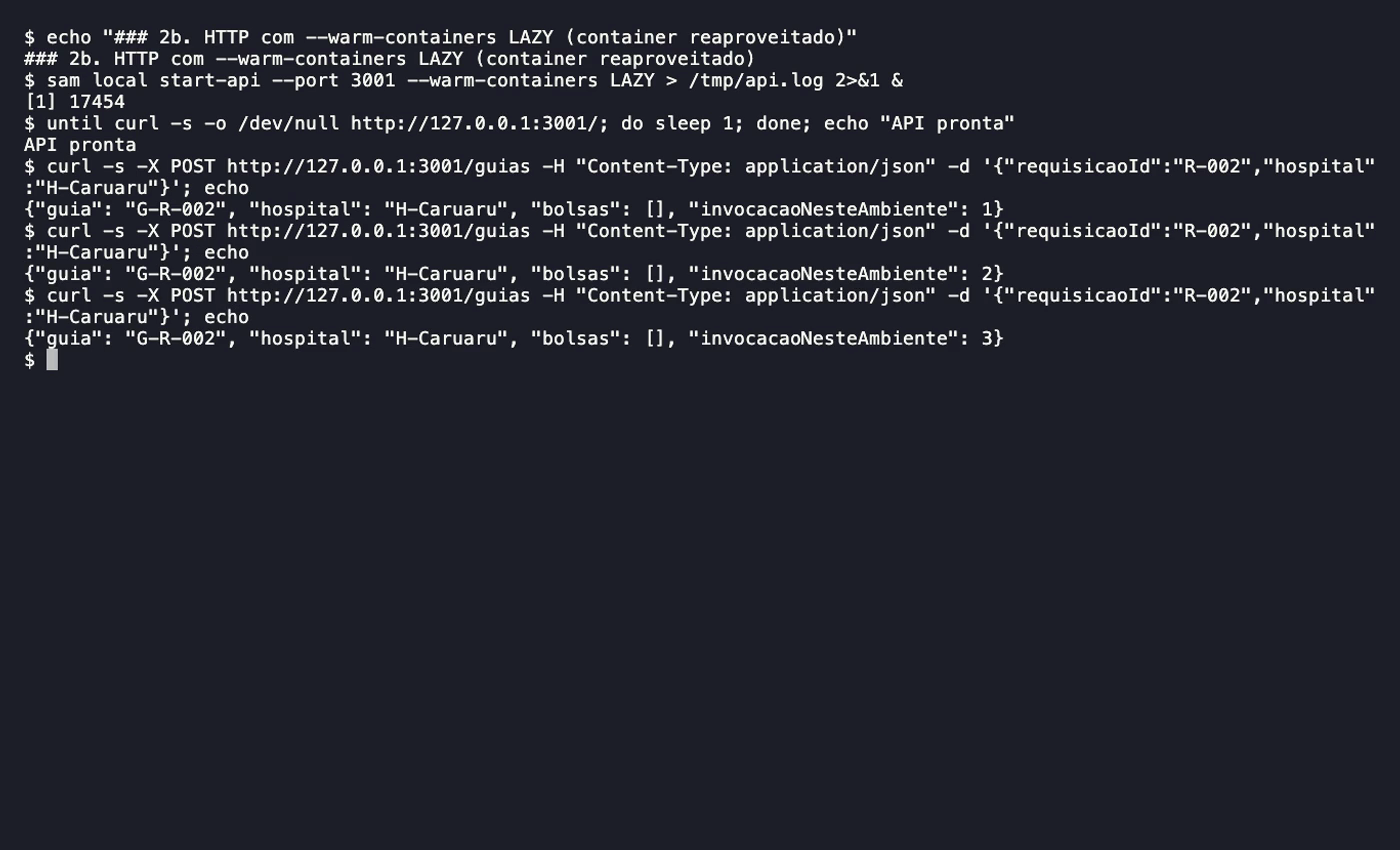 $ echo "### 2b. HTTP com --warm-containers LAZY (container reaproveitado)"
### 2b. HTTP com --warm-containers LAZY (container reaproveitado)
$ sam local start-api --port 3001 --warm-containers LAZY > /tmp/api.log 2>&1 &
[1] 17454
$ until curl -s -o /dev/null http://127.0.0.1:3001/; do sleep 1; done; echo "API pronta"
API pronta
$ curl -s -X POST http://127.0.0.1:3001/guias -H "Content-Type: application/json" -d '{"requisicaoId":"R-002","hospital"
:"H-Caruaru"}'; echo
{"guia": "G-R-002", "hospital": "H-Caruaru", "bolsas": [], "invocacaoNesteAmbiente": 1}
$ curl -s -X POST http://127.0.0.1:3001/guias -H "Content-Type: application/json" -d '{"requisicaoId":"R-002","hospital"
:"H-Caruaru"}'; echo
{"guia": "G-R-002", "hospital": "H-Caruaru", "bolsas": [], "invocacaoNesteAmbiente": 2}
$ curl -s -X POST http://127.0.0.1:3001/guias -H "Content-Type: application/json" -d '{"requisicaoId":"R-002","hospital"
:"H-Caruaru"}'; echo
{"guia": "G-R-002", "hospital": "H-Caruaru", "bolsas": [], "invocacaoNesteAmbiente": 3}
$